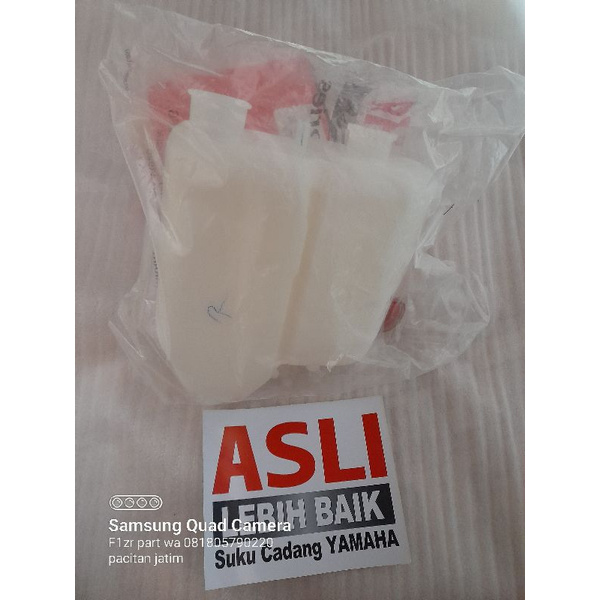 R
ASLI
LEBIH BAIK
Suku Cadang YAMAHA
Samsung Quad Camera
F1zr part wa 081805790220
pacitan jatim